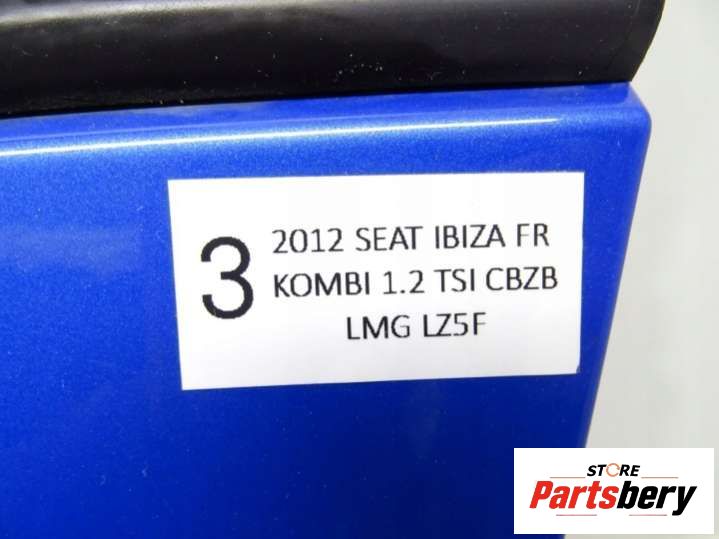 3
2012 SEAT IBIZA FR
KOMBI 1.2 TSI CBZB
LMG LZ5F
STORE
Partsbery